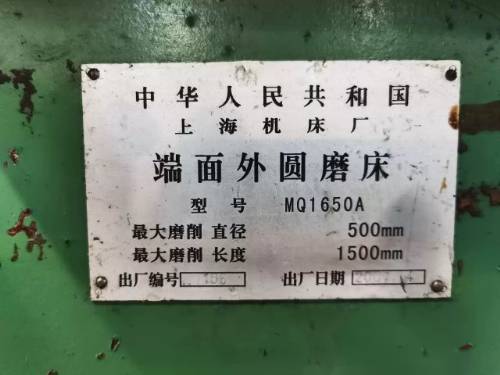 中华人民共和国
上海机床厂
端面外圆磨床
型号 MQ1650A
最大磨削直径 500mm
最大磨削长度 1500mm
出厂编号 出厂日期